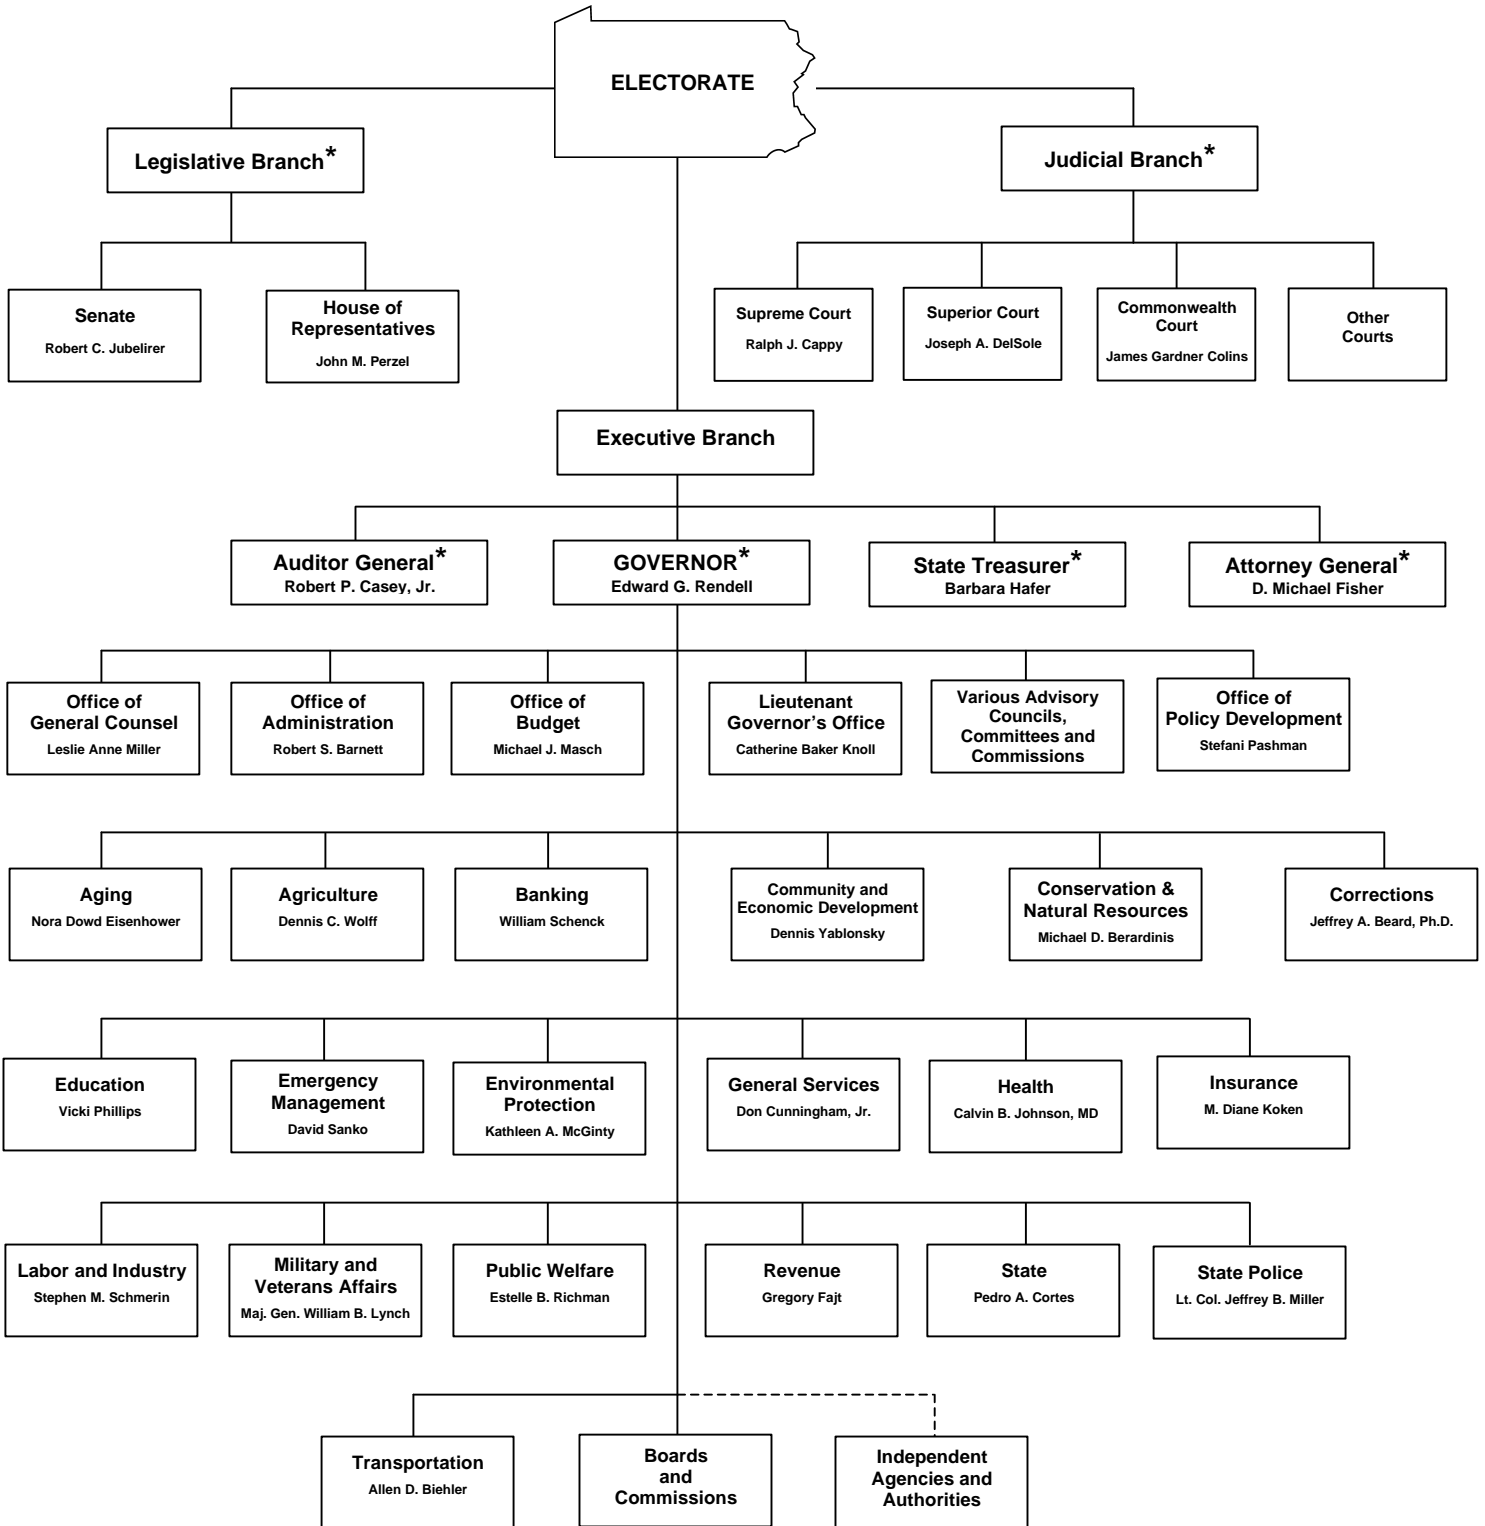 ELECTORATE
Legislative Branch*
Judicial Branch*
Senate
Robert C. Jubelirer
House of
Representatives
John M. Perzel
Supreme Court
Ralph J. Cappy
Superior Court
Joseph A. DelSole
Commonwealth
Court
James Gardner Colins
Other
Courts
Executive Branch
Auditor General*
Robert P. Casey, Jr.
GOVERNOR*
Edward G. Rendell
State Treasurer*
Barbara Hafer
Attorney General*
D. Michael Fisher
Office of
General Counsel
Leslie Anne Miller
Office of
Administration
Robert S. Barnett
Office of
Budget
Michael J. Masch
Lieutenant
Governor’s Office
Catherine Baker Knoll
Various Advisory
Councils,
Committees and
Commissions
Office of
Policy Development
Stefani Pashman
Aging
Nora Dowd Eisenhower
Agriculture
Dennis C. Wolff
Banking
William Schenck
Community and
Economic Development
Dennis Yablonsky
Conservation &
Natural Resources
Michael D. Berardinis
Corrections
Jeffrey A. Beard, Ph.D.
Education
Vicki Phillips
Emergency
Management
David Sanko
Environmental
Protection
Kathleen A. McGinty
General Services
Don Cunningham, Jr.
Health
Calvin B. Johnson, MD
Insurance
M. Diane Koken
Labor and Industry
Stephen M. Schmerin
Military and
Veterans Affairs
Maj. Gen. William B. Lynch
Public Welfare
Estelle B. Richman
Revenue
Gregory Fajt
State
Pedro A. Cortes
State Police
Lt. Col. Jeffrey B. Miller
Transportation
Allen D. Biehler
Boards
and
Commissions
Independent
Agencies and
Authorities